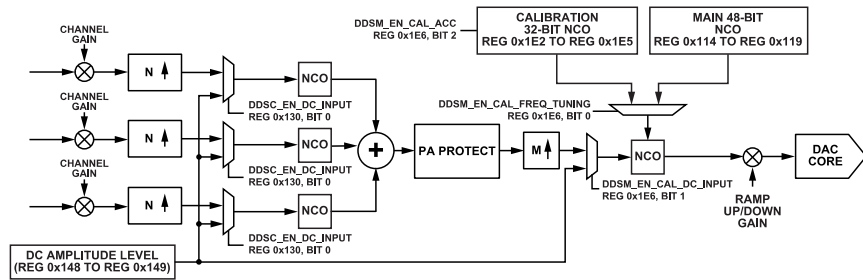 CHANNEL
GAIN
N
NCO
DDSC_EN_DC_INPUT
REG 0x130, BIT 0
CHANNEL
GAIN
N
NCO
DDSC_EN_DC_INPUT
REG 0x130, BIT 0
CHANNEL
GAIN
N
NCO
DDSC_EN_DC_INPUT
REG 0x130, BIT 0
DC AMPLITUDE LEVEL
(REG 0x148 TO REG 0x149)
+
PA PROTECT
M
DDSM_EN_CAL_ACC
REG 0x1E6, BIT 2
CALIBRATION
32-BIT NCO
REG 0x1E2 TO REG 0x1E5
MAIN 48-BIT
NCO
REG 0x114 TO REG 0x119
DDSM_EN_CAL_FREQ_TUNING
REG 0x1E6, BIT 0
NCO
DDSM_EN_CAL_DC_INPUT
REG 0x1E6, BIT 1
RAMP
UP/DOWN
GAIN
DAC
CORE